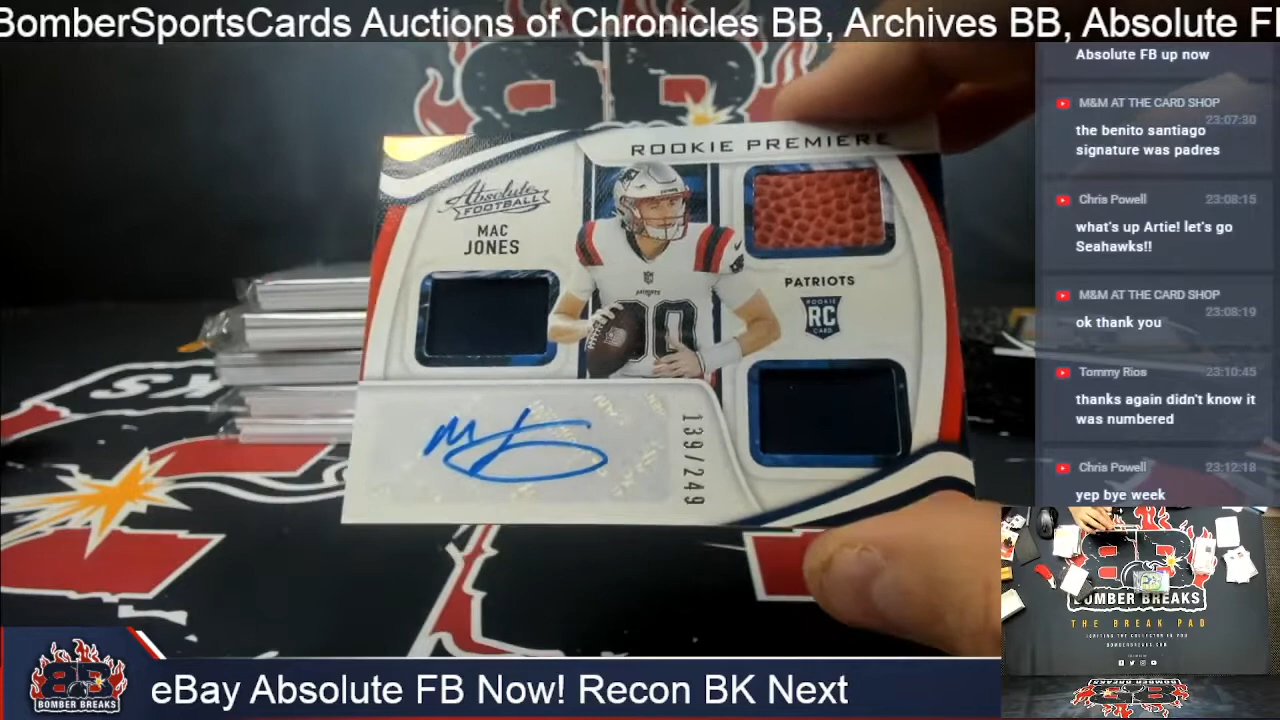 BomberSportsCards Auctions of Chronicles BB, Archives BB, Absolute F
Absolute FB up now
M&M AT THE CARD SHOP
23:07:30
the benito santiago
signature was padres
Chris Powell 23:08:15
what's up Artie! let's go
Seahawks!!
M&M AT THE CARD SHOP
23:08:19
ok thank you
Tommy Rios 23:10:45
thanks again didn't know it
was numbered
Chris Powell 23:12:18
yep bye week
ROOKIE PREMIERE
Absolute
FOOTBALL
MAC
JONES
PATRIOTS
ROOKIE
RC
CARD
PATRIOTS
139/249
BB
BOMBER BREAKS
THE BREAK PAD
BB
BOMBER BREAKS
eBay Absolute FB Now! Recon BK Next